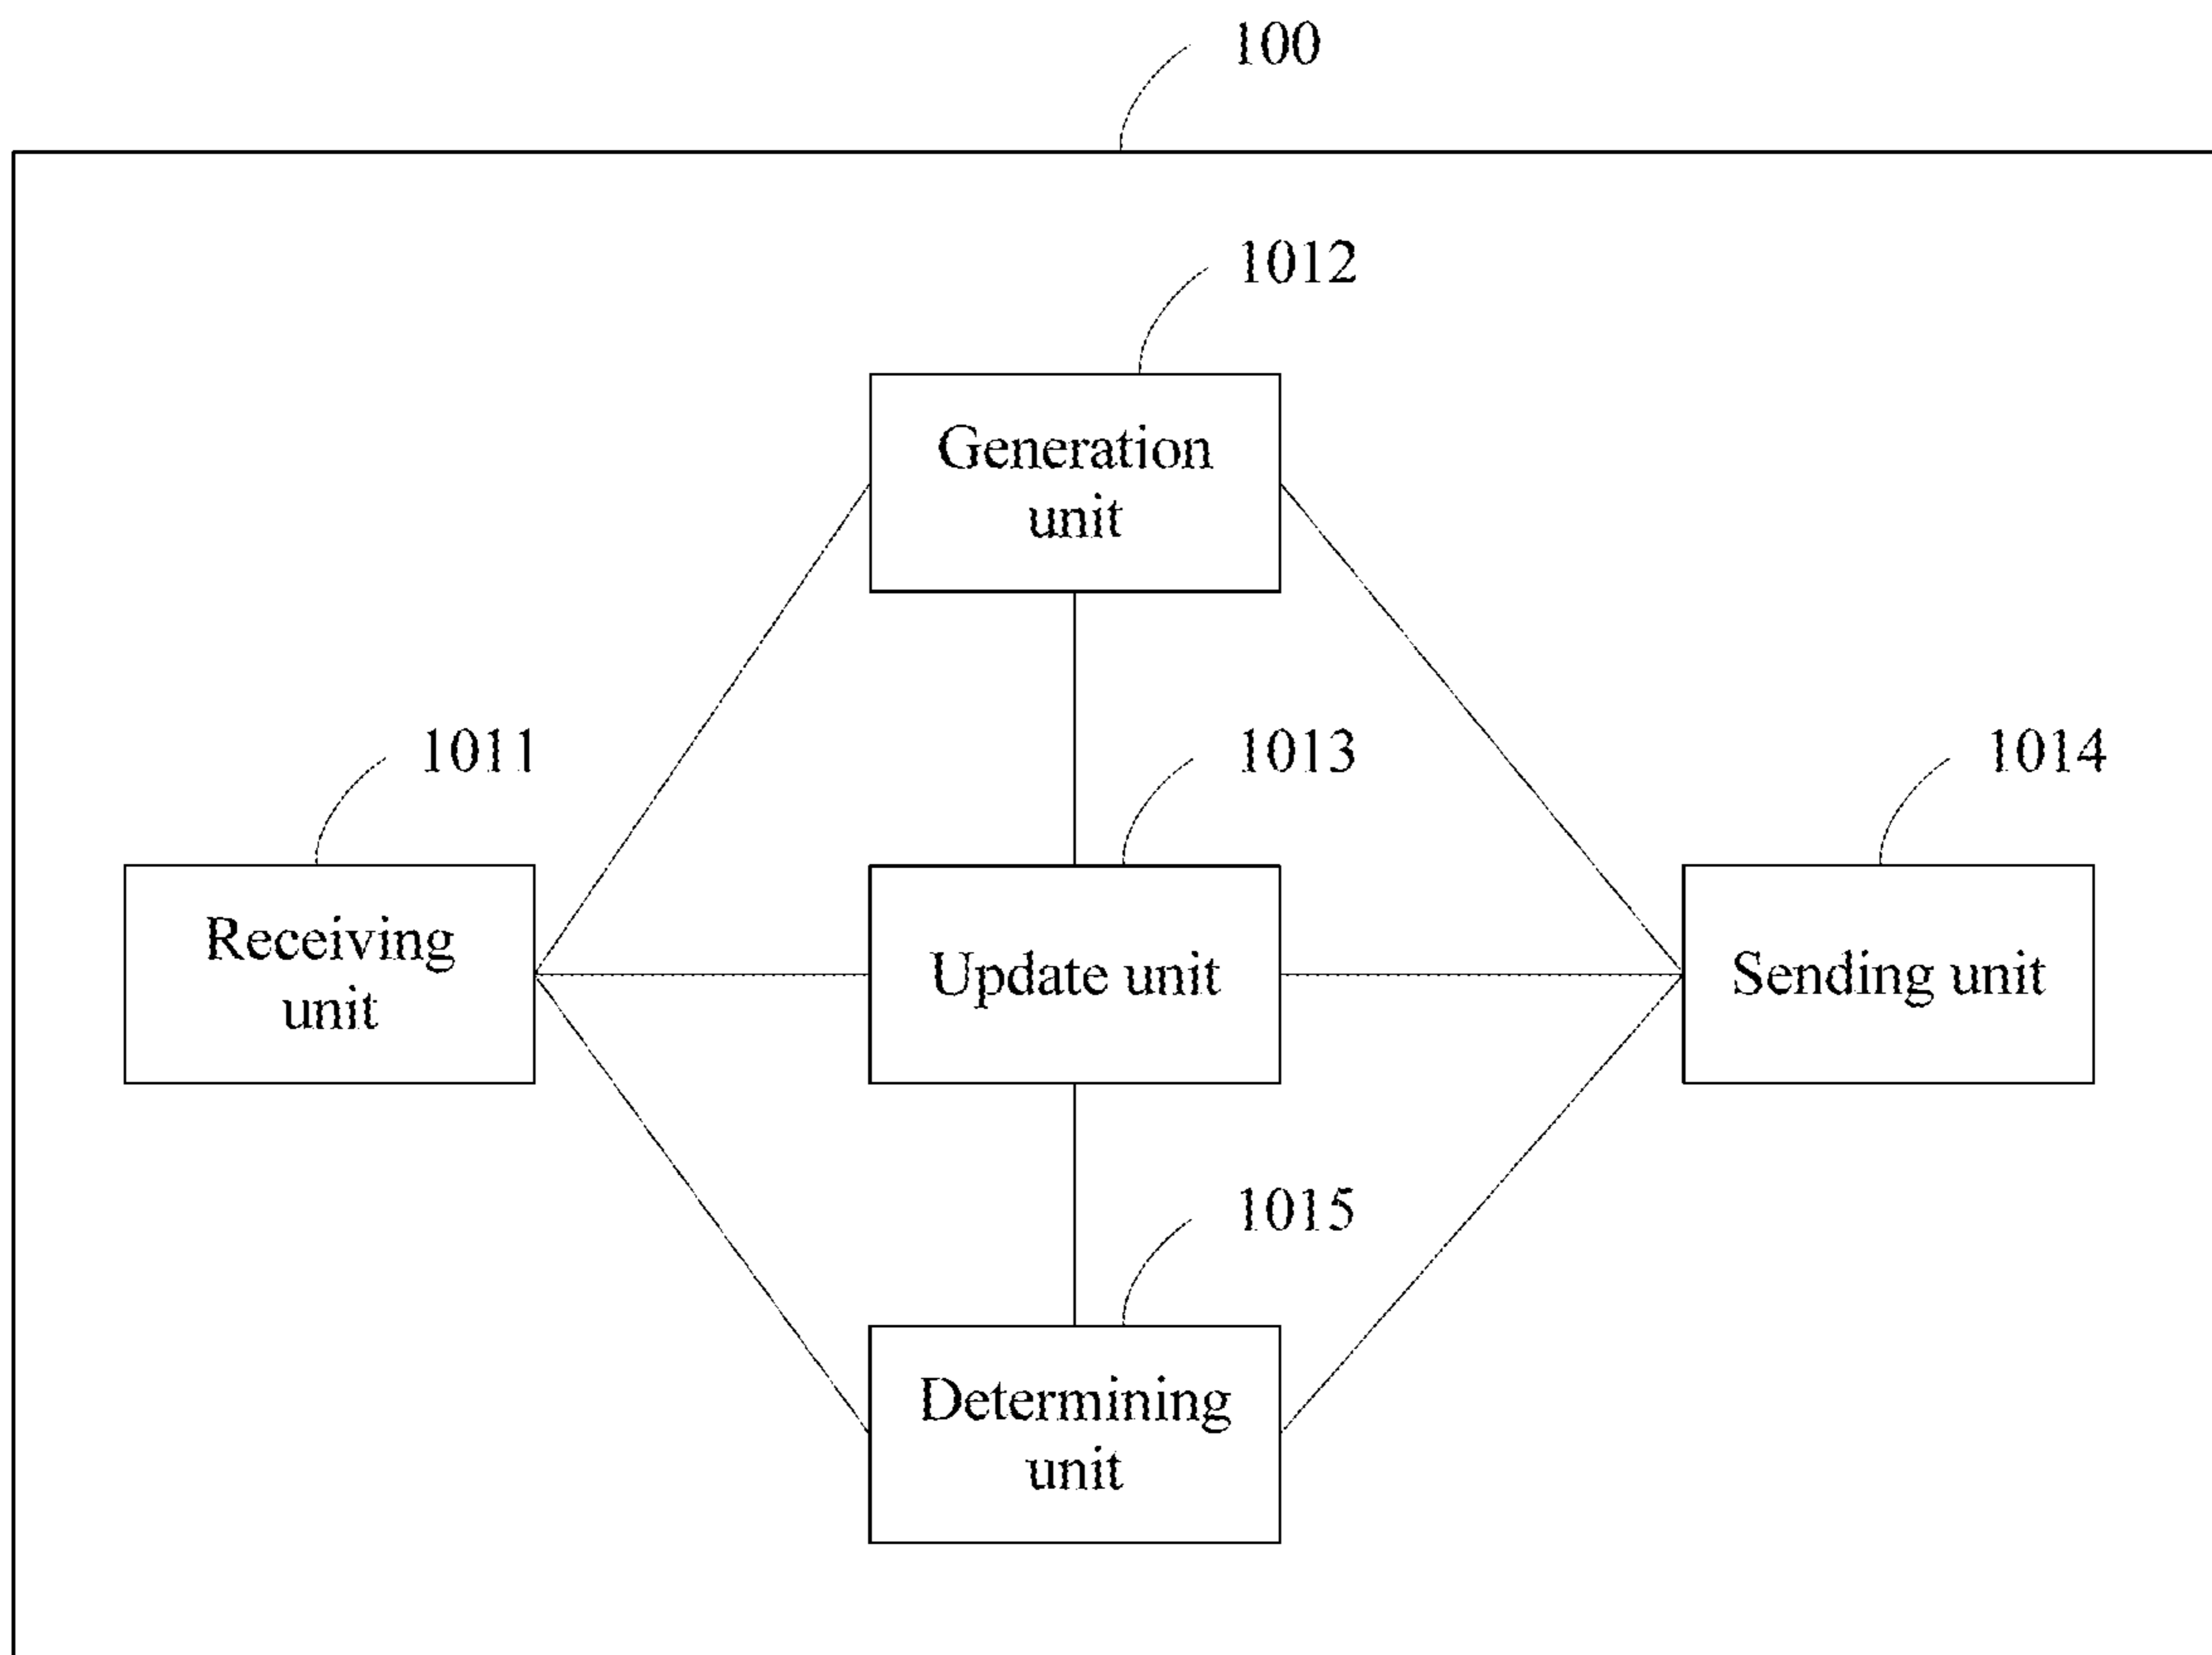 100
1012
Generation
unit
1011
1013
1014
Receiving
unit
Update unit
Sending unit
1015
Determining
unit